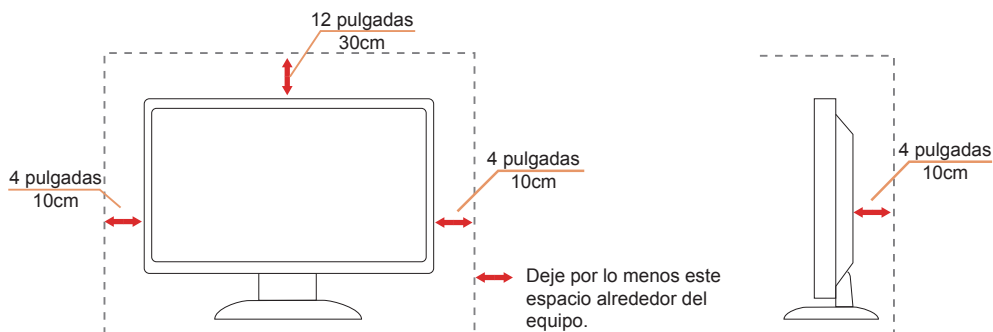 12 pulgadas
30cm
4 pulgadas
10cm
4 pulgadas
10cm
4 pulgadas
10cm
Deje por lo menos este
espacio alrededor del
equipo.